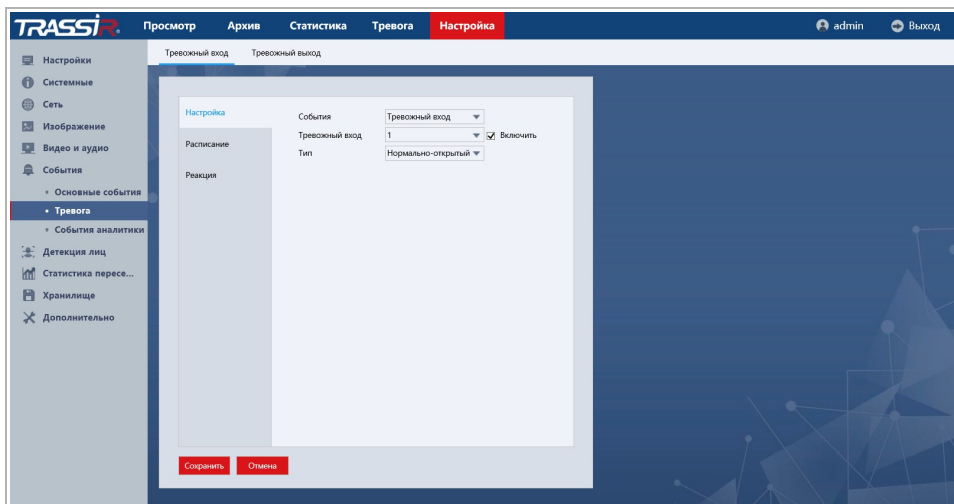 TRASSIR
Просмотр Архив Статистика Тревога Настройка admin Выход
Тревожный вход Тревожный выход
Настройки
Системные
Сеть
Изображение
Видео и аудио
События
Основные события
Тревога
События аналитики
Детекция лиц
Статистика пересе...
Хранилище
Дополнительно
Настройка
Расписание
Реакция
События Тревожный вход
Тревожный вход 1 Включить
Тип Нормально-открытый
Сохранить Отмена